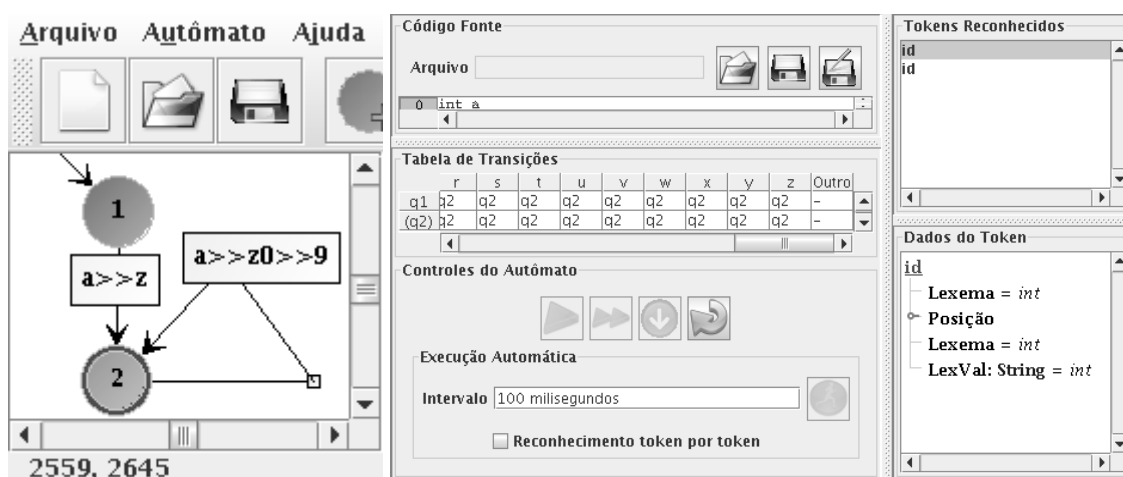 Arquivo Autômato Ajuda
1
a>>z0>>9
a>>z
2
2559, 2645
Código Fonte
Arquivo
0 int a
Tabela de Transições
r s t u v w x y z Outro
q1 q2 q2 q2 q2 q2 q2 q2 q2 q2 -
(q2) q2 q2 q2 q2 q2 q2 q2 q2 q2 -
Controles do Autômato
Execução Automática
Intervalo 100 milisegundos
Reconhecimento token por token
Tokens Reconhecidos
id
id
Dados do Token
id
Lexema = int
Posição
Lexema = int
LexVal: String = int